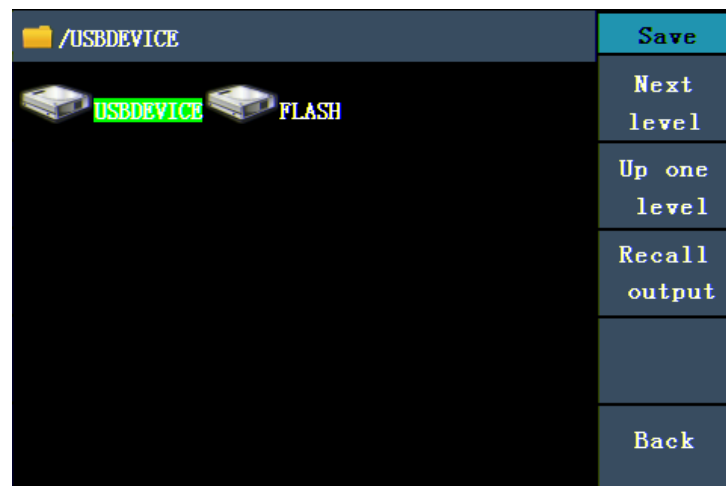 /USBDEVICE
USBDEVICE FLASH
Save
Next
level
Up one
level
Recall
output
Back